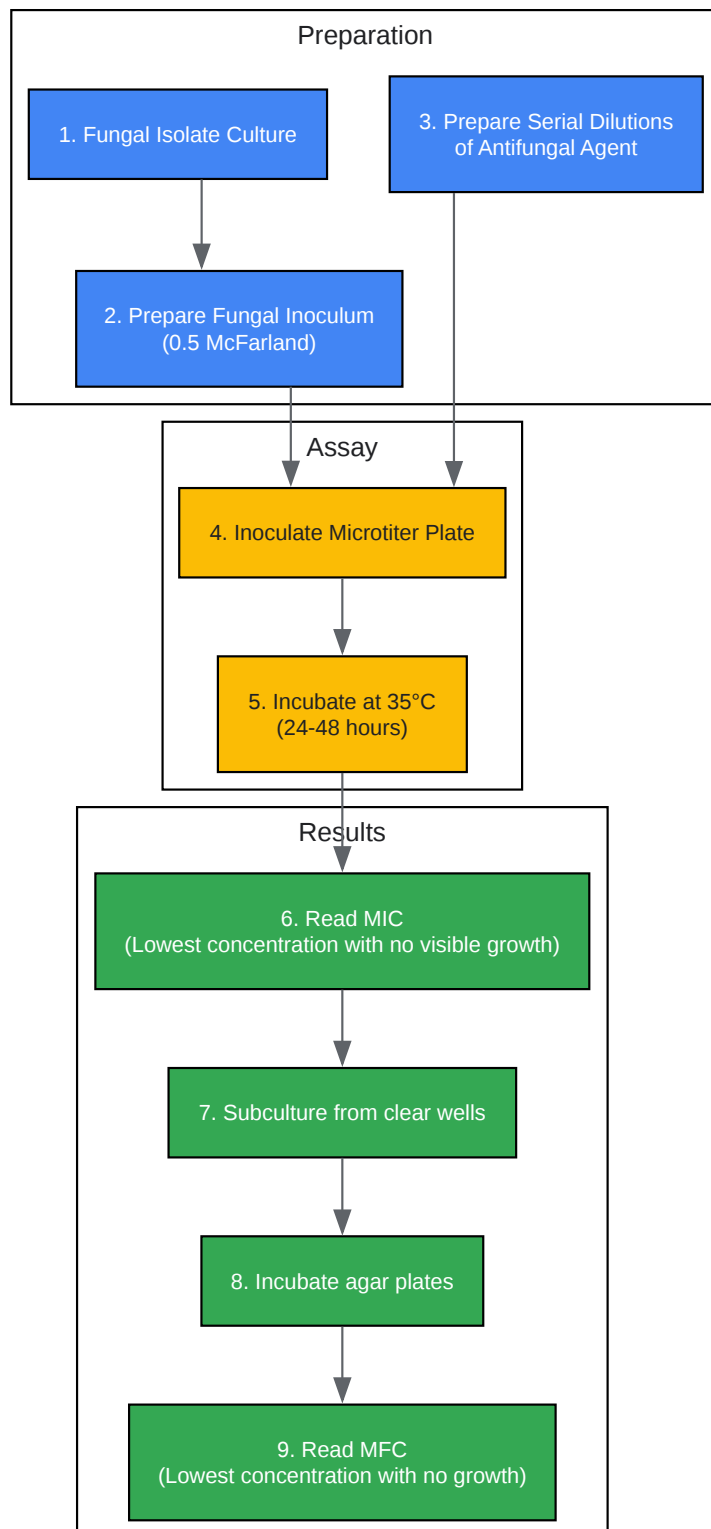 Preparation
1. Fungal Isolate Culture
3. Prepare Serial Dilutions
of Antifungal Agent
2. Prepare Fungal Inoculum
(0.5 McFarland)
Assay
4. Inoculate Microtiter Plate
5. Incubate at 35°C
(24-48 hours)
Results
6. Read MIC
(Lowest concentration with no visible growth)
7. Subculture from clear wells
8. Incubate agar plates
9. Read MFC
(Lowest concentration with no growth)